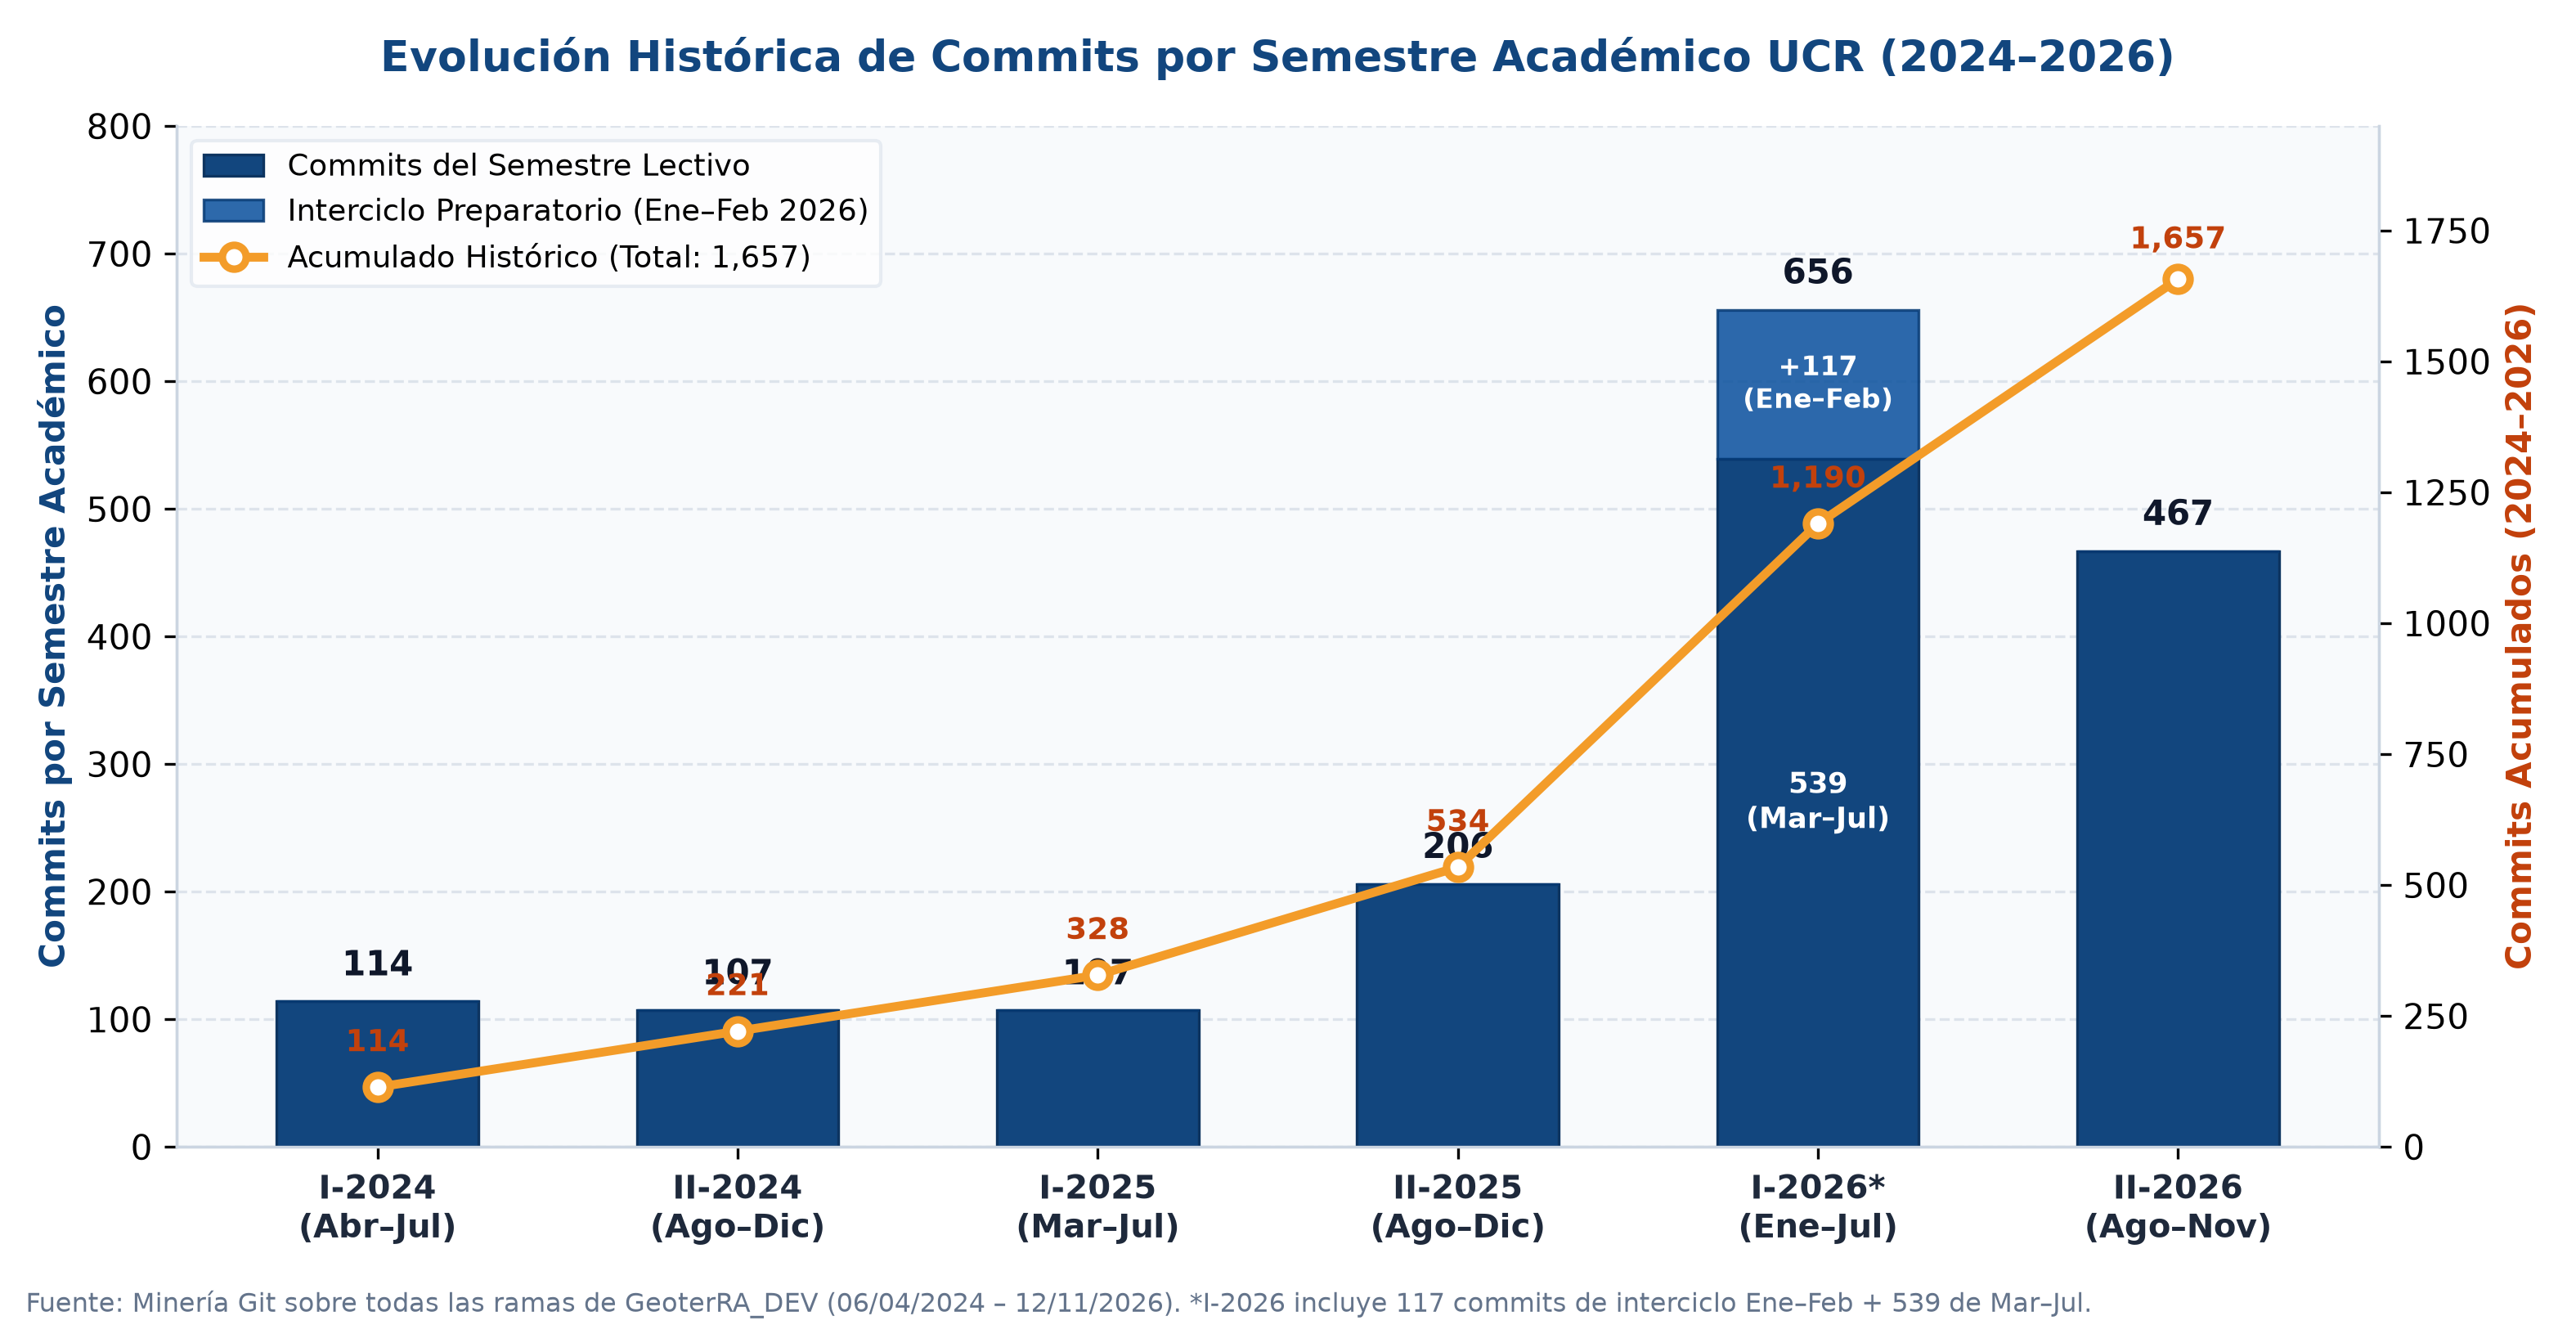 Evolución Histórica de Commits por Semestre Académico UCR (2024–2026)
Commits del Semestre Lectivo
Interciclo Preparatorio (Ene–Feb 2026)
Acumulado Histórico (Total: 1,657)
Commits por Semestre Académico
800
700
600
500
400
300
200
100
0
Commits Acumulados (2024–2026)
1750
1500
1250
1000
750
500
250
0
114
114
107
221
328
107
534
206
656
+117
(Ene–Feb)
1,190
539
(Mar–Jul)
1,657
467
I-2024
(Abr–Jul)
II-2024
(Ago–Dic)
I-2025
(Mar–Jul)
II-2025
(Ago–Dic)
I-2026*
(Ene–Jul)
II-2026
(Ago–Nov)
Fuente: Minería Git sobre todas las ramas de GeoterRA_DEV (06/04/2024 – 12/11/2026). *I-2026 incluye 117 commits de interciclo Ene–Feb + 539 de Mar–Jul.